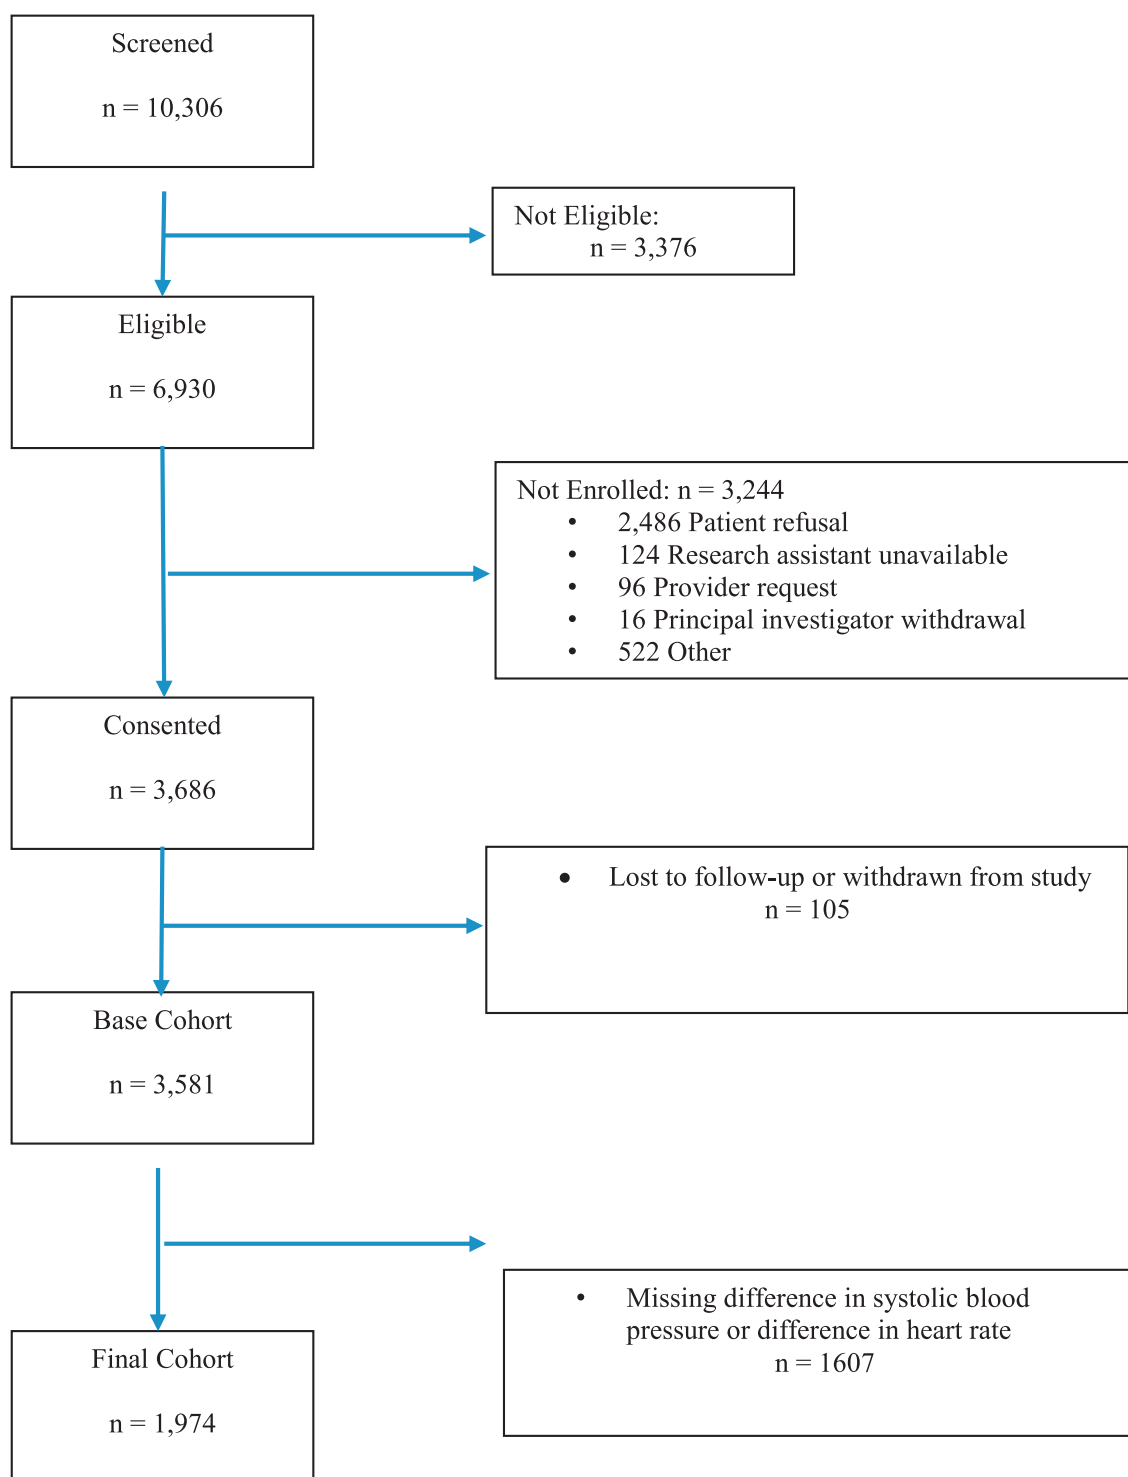 Screened
n = 10,306
Not Eligible:
n = 3,376
Eligible
n = 6,930
Not Enrolled: n = 3,244
• 2,486 Patient refusal
• 124 Research assistant unavailable
• 96 Provider request
• 16 Principal investigator withdrawal
• 522 Other
Consented
n = 3,686
• Lost to follow-up or withdrawn from study
n = 105
Base Cohort
n = 3,581
• Missing difference in systolic blood
pressure or difference in heart rate
n = 1607
Final Cohort
n = 1,974